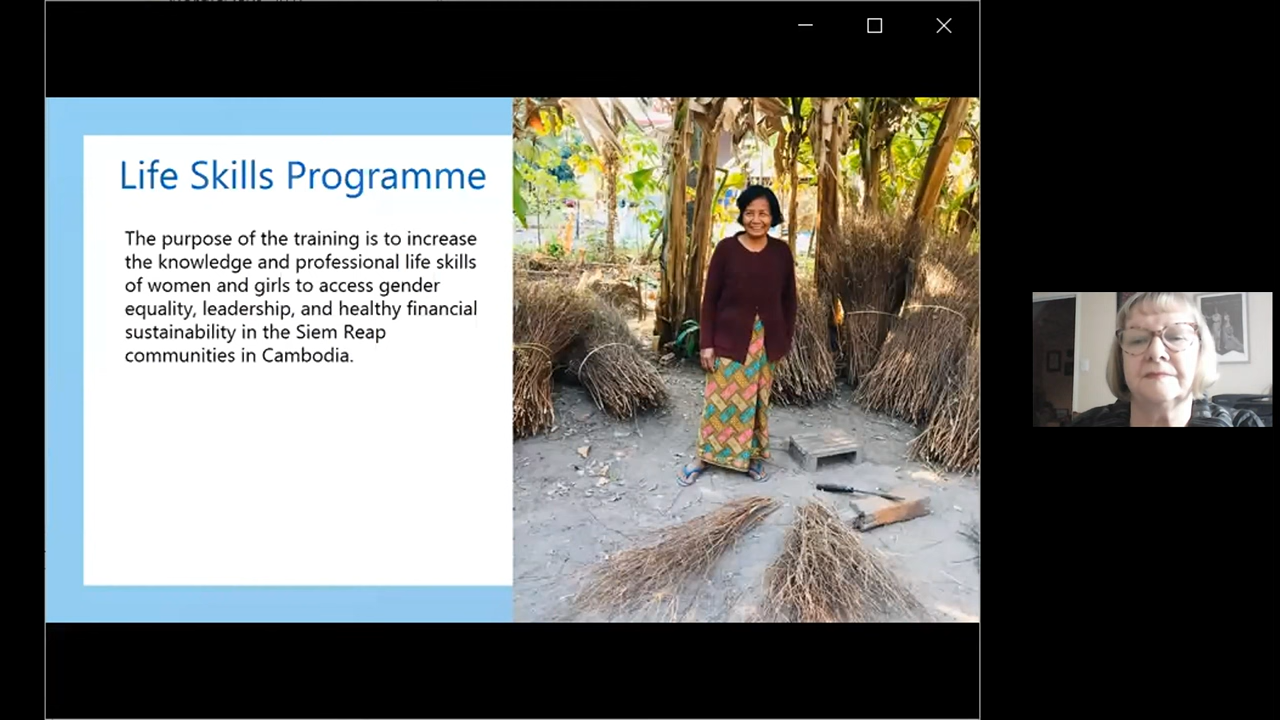 Life Skills Programme
The purpose of the training is to increase
the knowledge and professional life skills
of women and girls to access gender
equality, leadership, and healthy financial
sustainability in the Siem Reap
communities in Cambodia.